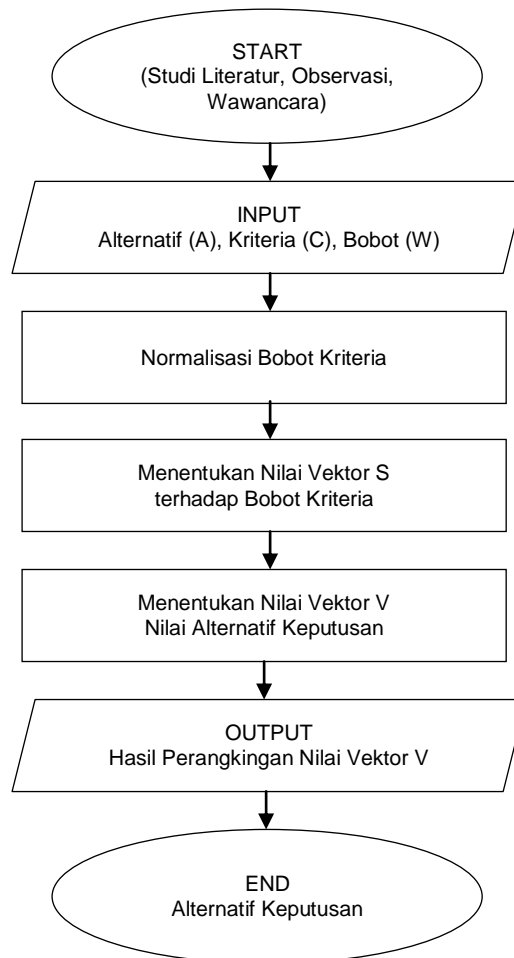 START
(Studi Literatur, Observasi,
Wawancara)
INPUT
Alternatif (A), Kriteria (C), Bobot (W)
Normalisasi Bobot Kriteria
Menentukan Nilai Vektor S
terhadap Bobot Kriteria
Menentukan Nilai Vektor V
Nilai Alternatif Keputusan
OUTPUT
Hasil Perangkingan Nilai Vektor V
END
Alternatif Keputusan